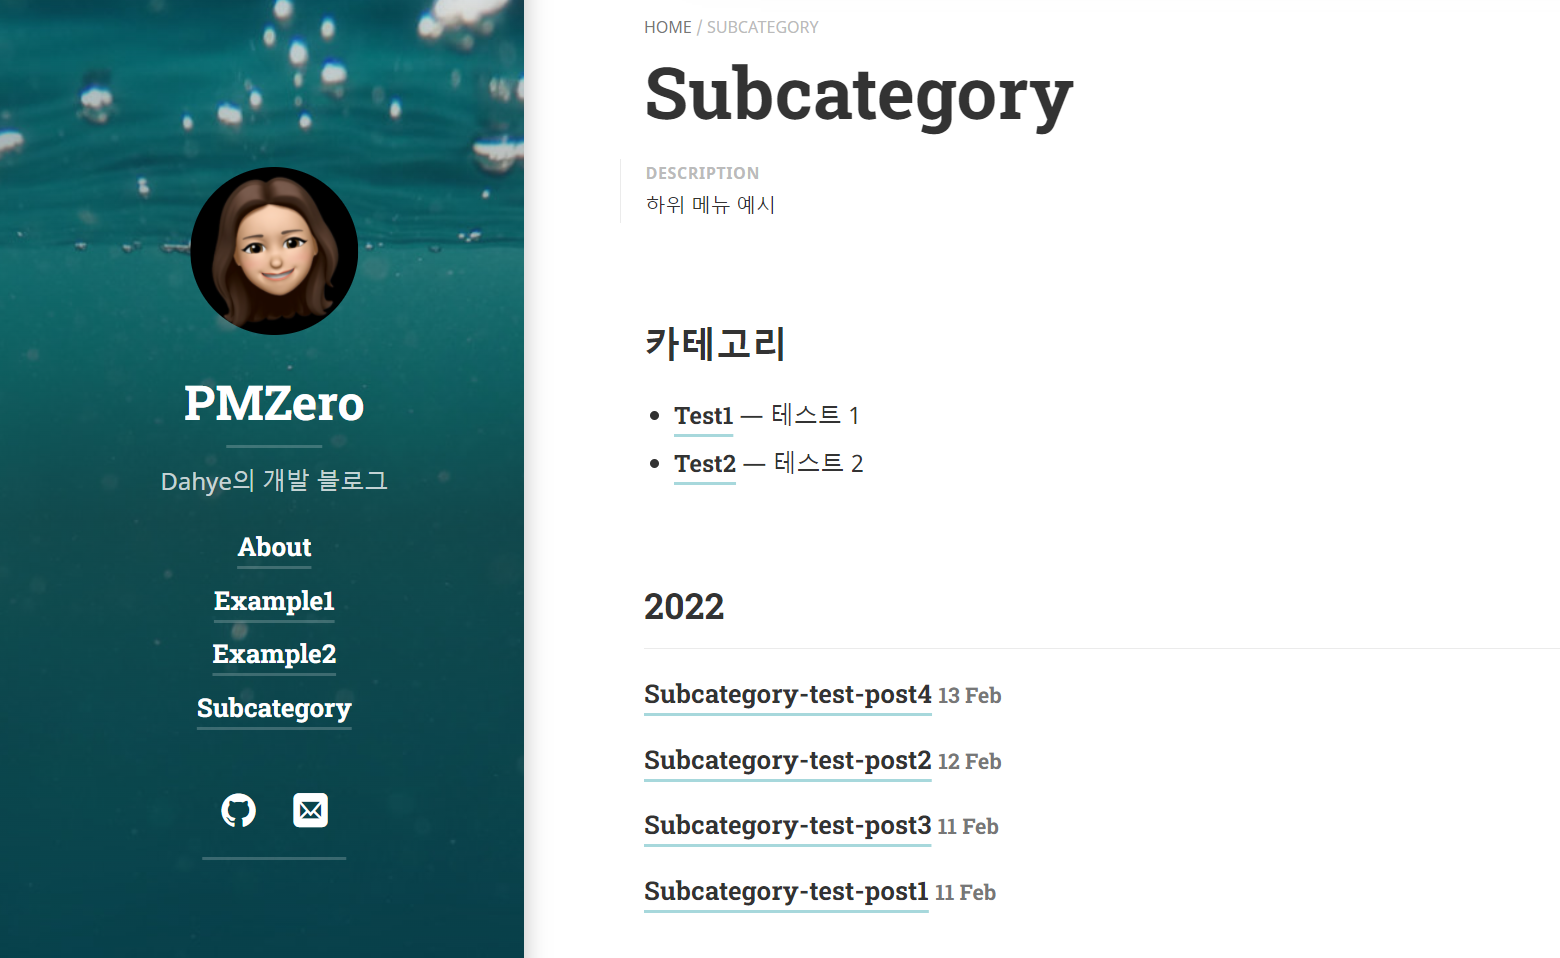 PMZero
Dahye의 개발 블로그
About
Example1
Example2
Subcategory
HOME / SUBCATEGORY
Subcategory
DESCRIPTION
하위 메뉴 예시
카테고리
Test1 — 테스트 1
Test2 — 테스트 2
2022
Subcategory-test-post4 13 Feb
Subcategory-test-post2 12 Feb
Subcategory-test-post3 11 Feb
Subcategory-test-post1 11 Feb